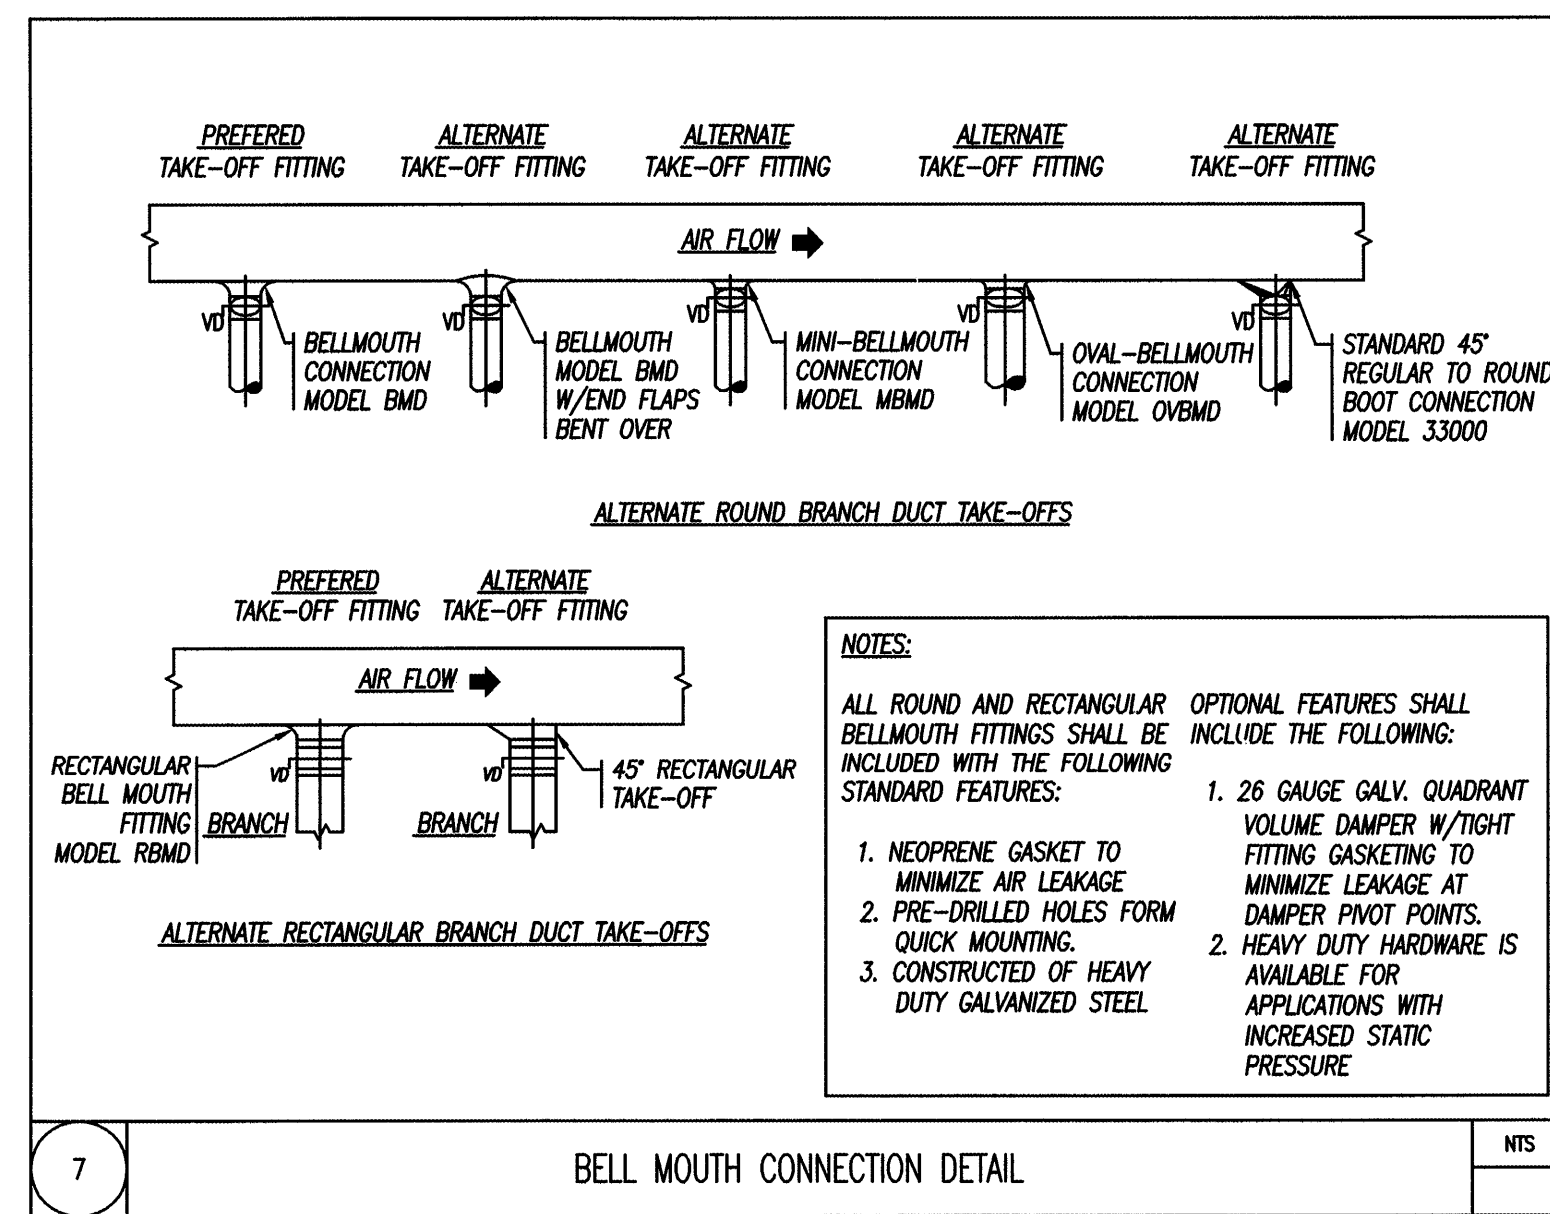 PREFERED
TAKE-OFF FITTING
ALTERNATE
TAKE-OFF FITTING
ALTERNATE
TAKE-OFF FITTING
ALTERNATE
TAKE-OFF FITTING
ALTERNATE
TAKE-OFF FITTING
AIR FLOW
VD
BELLMOUTH
CONNECTION
MODEL BMD
VD
BELLMOUTH
MODEL BMD
W/END FLAPS
BENT OVER
VD
MINI-BELLMOUTH
CONNECTION
MODEL MBMD
VD
OVAL-BELLMOUTH
CONNECTION
MODEL OVBMD
VD
STANDARD 45°
REGULAR TO ROUND
BOOT CONNECTION
MODEL 33000
ALTERNATE ROUND BRANCH DUCT TAKE-OFFS
PREFERED
TAKE-OFF FITTING
ALTERNATE
TAKE-OFF FITTING
AIR FLOW
RECTANGULAR
BELL MOUTH
FITTING
MODEL RBMD
VD
BRANCH
VD
BRANCH
45° RECTANGULAR
TAKE-OFF
ALTERNATE RECTANGULAR BRANCH DUCT TAKE-OFFS
NOTES:
ALL ROUND AND RECTANGULAR
BELLMOUTH FITTINGS SHALL BE
INCLUDED WITH THE FOLLOWING
STANDARD FEATURES:
1. NEOPRENE GASKET TO
MINIMIZE AIR LEAKAGE
2. PRE-DRILLED HOLES FORM
QUICK MOUNTING.
3. CONSTRUCTED OF HEAVY
DUTY GALVANIZED STEEL
OPTIONAL FEATURES SHALL
INCLUDE THE FOLLOWING:
1. 26 GAUGE GALV. QUADRANT
VOLUME DAMPER W/TIGHT
FITTING GASKETING TO
MINIMIZE LEAKAGE AT
DAMPER PIVOT POINTS.
2. HEAVY DUTY HARDWARE IS
AVAILABLE FOR
APPLICATIONS WITH
INCREASED STATIC
PRESSURE
7
BELL MOUTH CONNECTION DETAIL
NTS